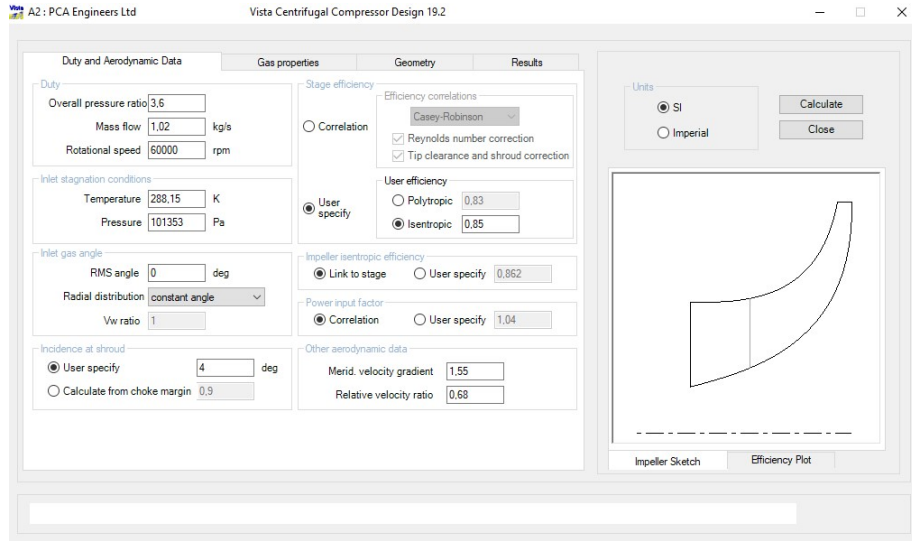 Vista A2 : PCA Engineers Ltd Vista Centrifugal Compressor Design 19.2
Duty and Aerodynamic Data Gas properties Geometry Results
Duty
Overall pressure ratio 3,6
Mass flow 1,02 kg/s
Rotational speed 60000 rpm
Inlet stagnation conditions
Temperature 288,15 K
Pressure 101353 Pa
Inlet gas angle
RMS angle 0 deg
Radial distribution constant angle
Vw ratio 1
Incidence at shroud
User specify 4 deg
Calculate from choke margin 0,9
Stage efficiency
Efficiency correlations
Correlation Casey-Robinson
Reynolds number correction
Tip clearance and shroud correction
User specify
User efficiency
Polytropic 0,83
Isentropic 0,85
Impeller isentropic efficiency
Link to stage User specify 0,862
Power input factor
Correlation User specify 1,04
Other aerodynamic data
Merid. velocity gradient 1,55
Relative velocity ratio 0,68
Units
SI
Imperial
Calculate
Close
Impeller Sketch Efficiency Plot